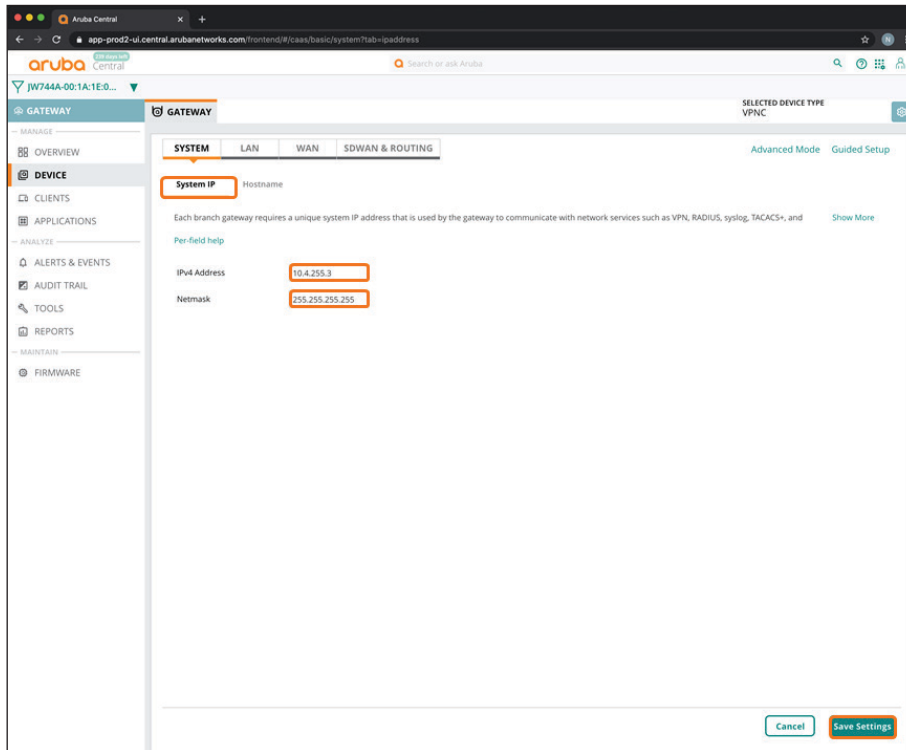 Aruba Central
app-prod2-ui.central.arubanetworks.com/frontend/#/caas/basic/system?tab=ipaddress
N
aruba Central
Search or ask Aruba
JW744A-00:1A:1E:0...
GATEWAY
GATEWAY
SELECTED DEVICE TYPE
VPNC
MANAGE
OVERVIEW
DEVICE
CLIENTS
APPLICATIONS
ANALYZE
ALERTS & EVENTS
AUDIT TRAIL
TOOLS
REPORTS
MAINTAIN
FIRMWARE
SYSTEM LAN WAN SDWAN & ROUTING
Advanced Mode Guided Setup
System IP Hostname
Each branch gateway requires a unique system IP address that is used by the gateway to communicate with network services such as VPN, RADIUS, syslog, TACACS+, and Show More
Per-field help
IPv4 Address 10.4.255.3
Netmask 255.255.255.255
Cancel Save Settings